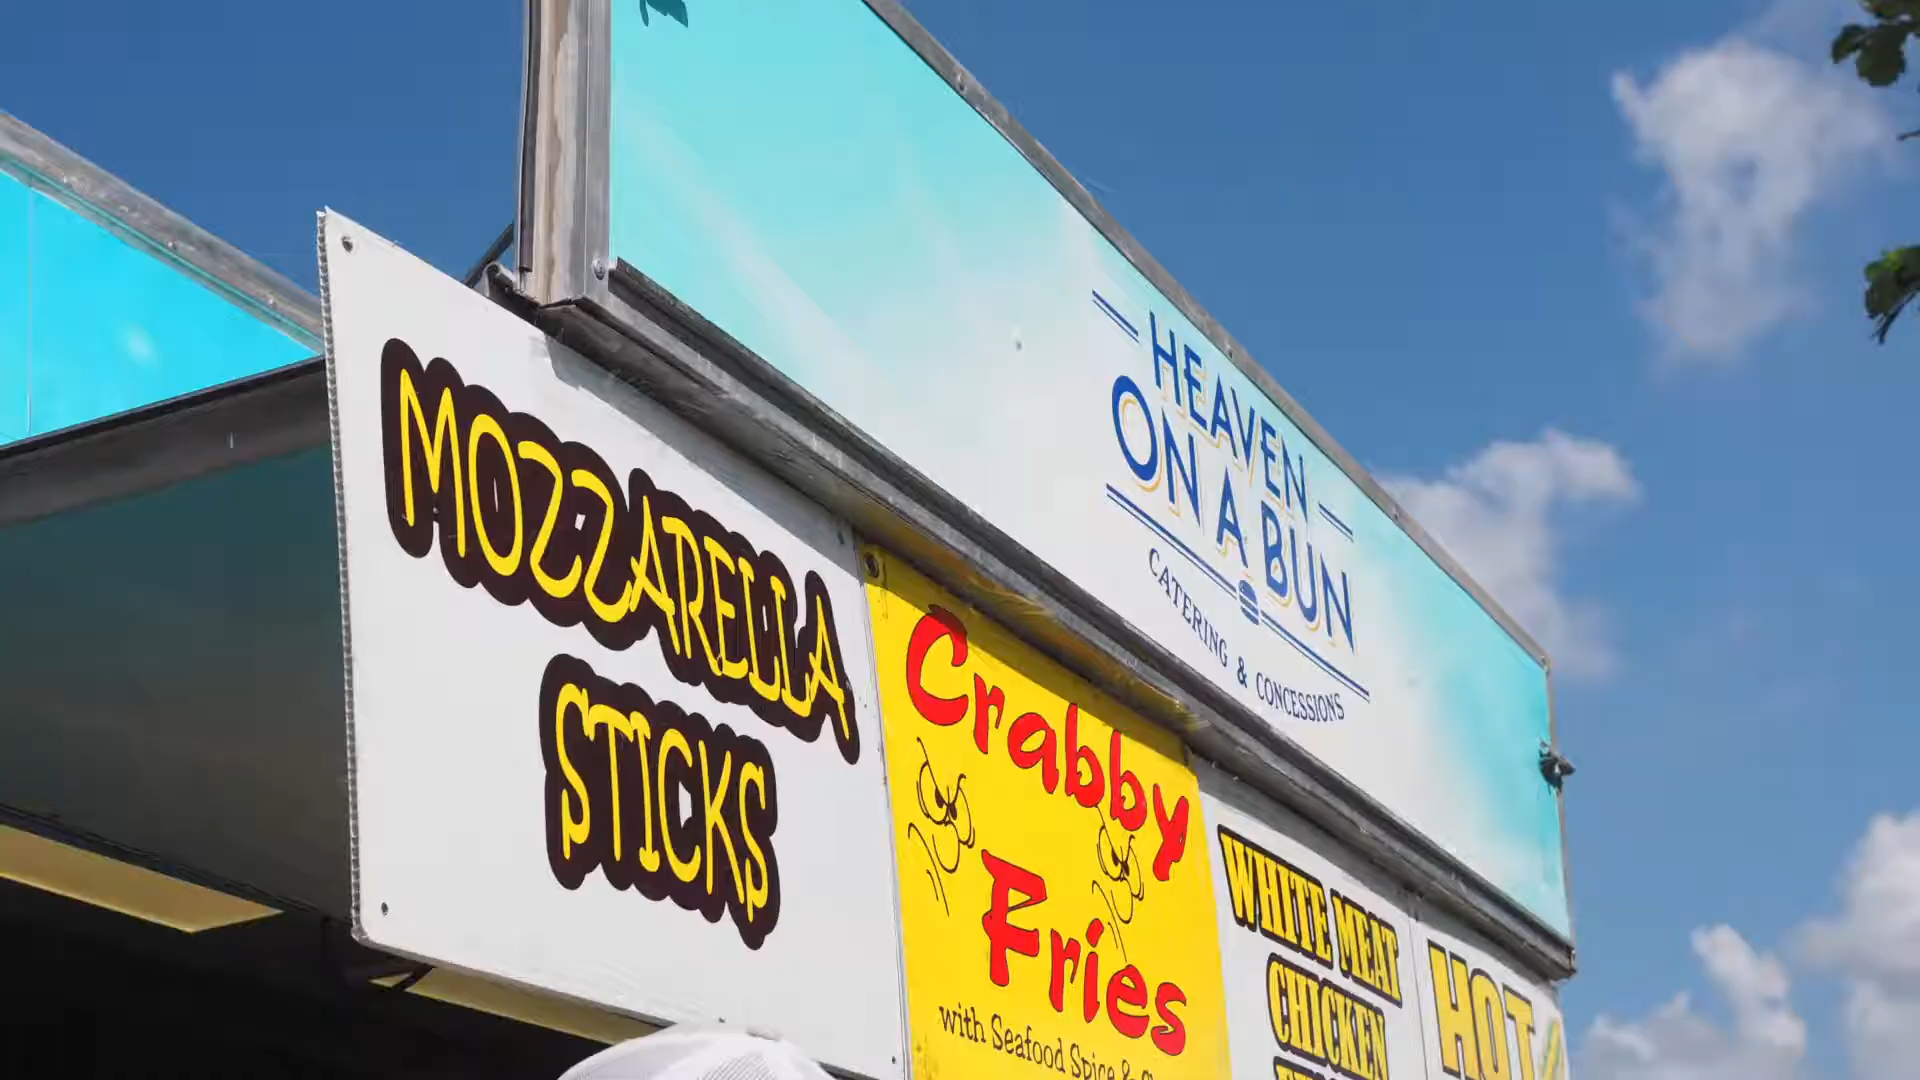 HEAVEN
ON A BUN
CATERING & CONCESSIONS
MOZZARELLA
STICKS
Crabby
Fries
with Seafood Spice &
WHITE MEAT
CHICKEN
HOT